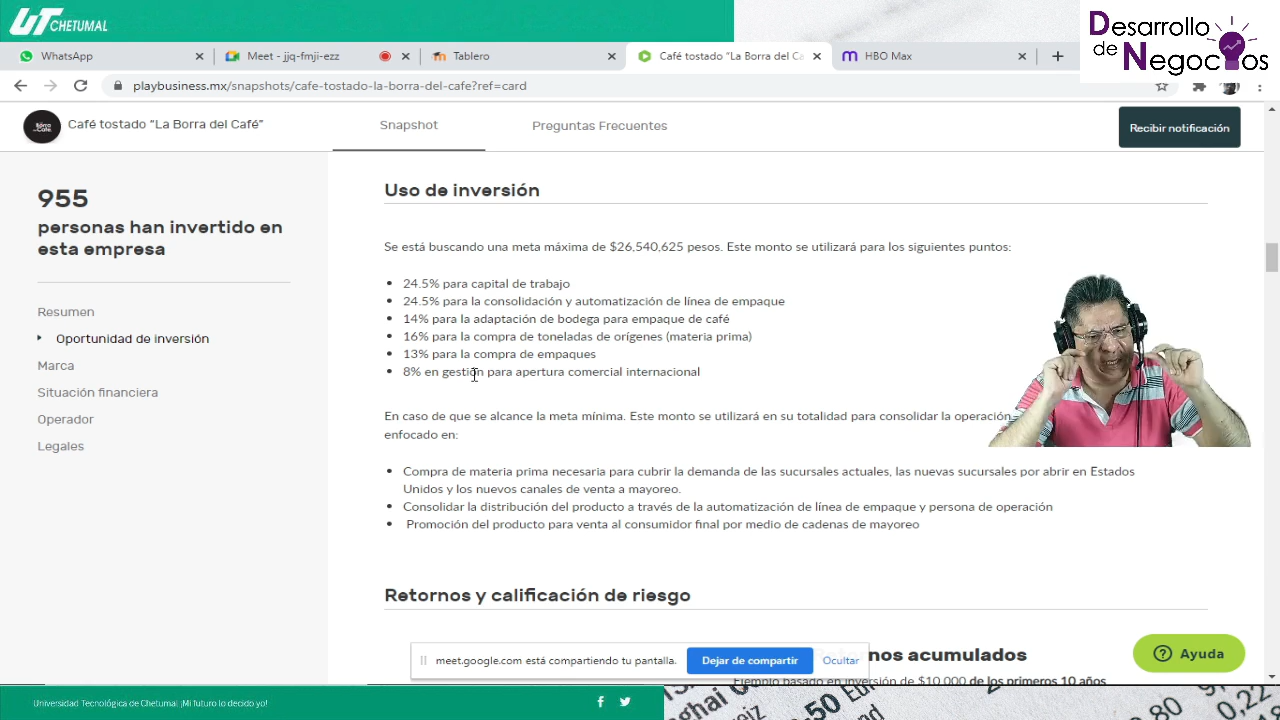 UT CHETUMAL
Desarrollo
de Negocios
WhatsApp
Meet - jjq-fmji-ezz
Tablero
Café tostado "La Borra del Ca
HBO Max
playbusiness.mx/snapshots/cafe-tostado-la-borra-del-cafe?ref=card
Café tostado "La Borra del Café"
Snapshot
Preguntas Frecuentes
Recibir notificación
955
personas han invertido en
esta empresa
Resumen
Oportunidad de inversión
Marca
Situación financiera
Operador
Legales
Uso de inversión
Se está buscando una meta máxima de $26,540,625 pesos. Este monto se utilizará para los siguientes puntos:
24.5% para capital de trabajo
24.5% para la consolidación y automatización de línea de empaque
14% para la adaptación de bodega para empaque de café
16% para la compra de toneladas de orígenes (materia prima)
13% para la compra de empaques
8% en gestión para apertura comercial internacional
En caso de que se alcance la meta mínima. Este monto se utilizará en su totalidad para consolidar la operación
enfocado en:
Compra de materia prima necesaria para cubrir la demanda de las sucursales actuales, las nuevas sucursales por abrir en Estados
Unidos y los nuevos canales de venta a mayoreo.
Consolidar la distribución del producto a través de la automatización de línea de empaque y persona de operación
Promoción del producto para venta al consumidor final por medio de cadenas de mayoreo
Retornos y calificación de riesgo
rnos acumulados
Ejemplo basado en inversión de $10,000 de los primeros 10 años
meet.google.com está compartiendo tu pantalla.
Dejar de compartir
Ocultar
Ayuda
Universidad Tecnológica de Chetumal ¡Mi futuro lo decido yo!